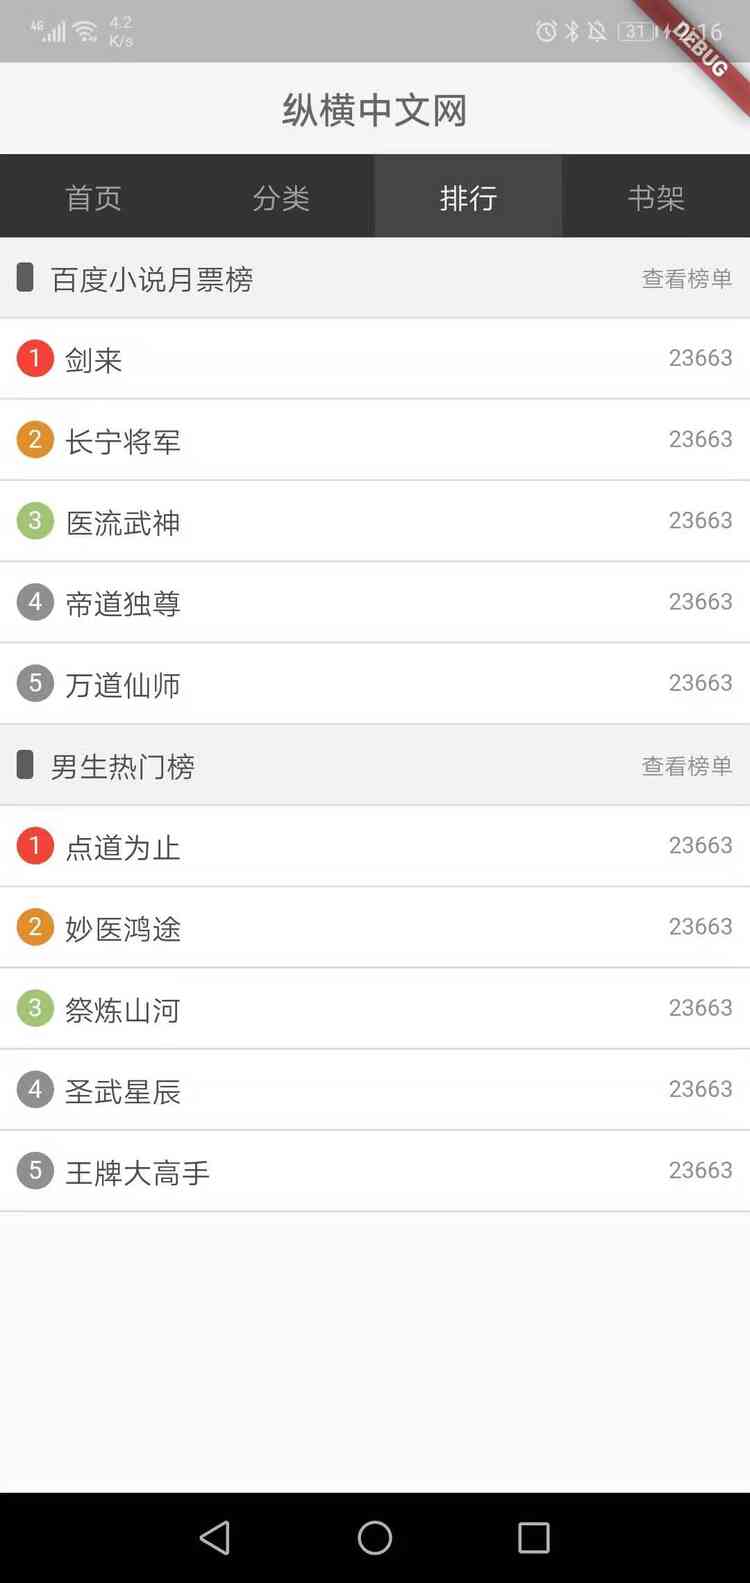 4G 4.2 K/s 31
DEBUG
纵横中文网
首页 分类 排行 书架
百度小说月票榜 查看榜单
1 剑来 23663
2 长宁将军 23663
3 医流武神 23663
4 帝道独尊 23663
5 万道仙师 23663
男生热门榜 查看榜单
1 点道为止 23663
2 妙医鸿途 23663
3 祭炼山河 23663
4 圣武星辰 23663
5 王牌大高手 23663